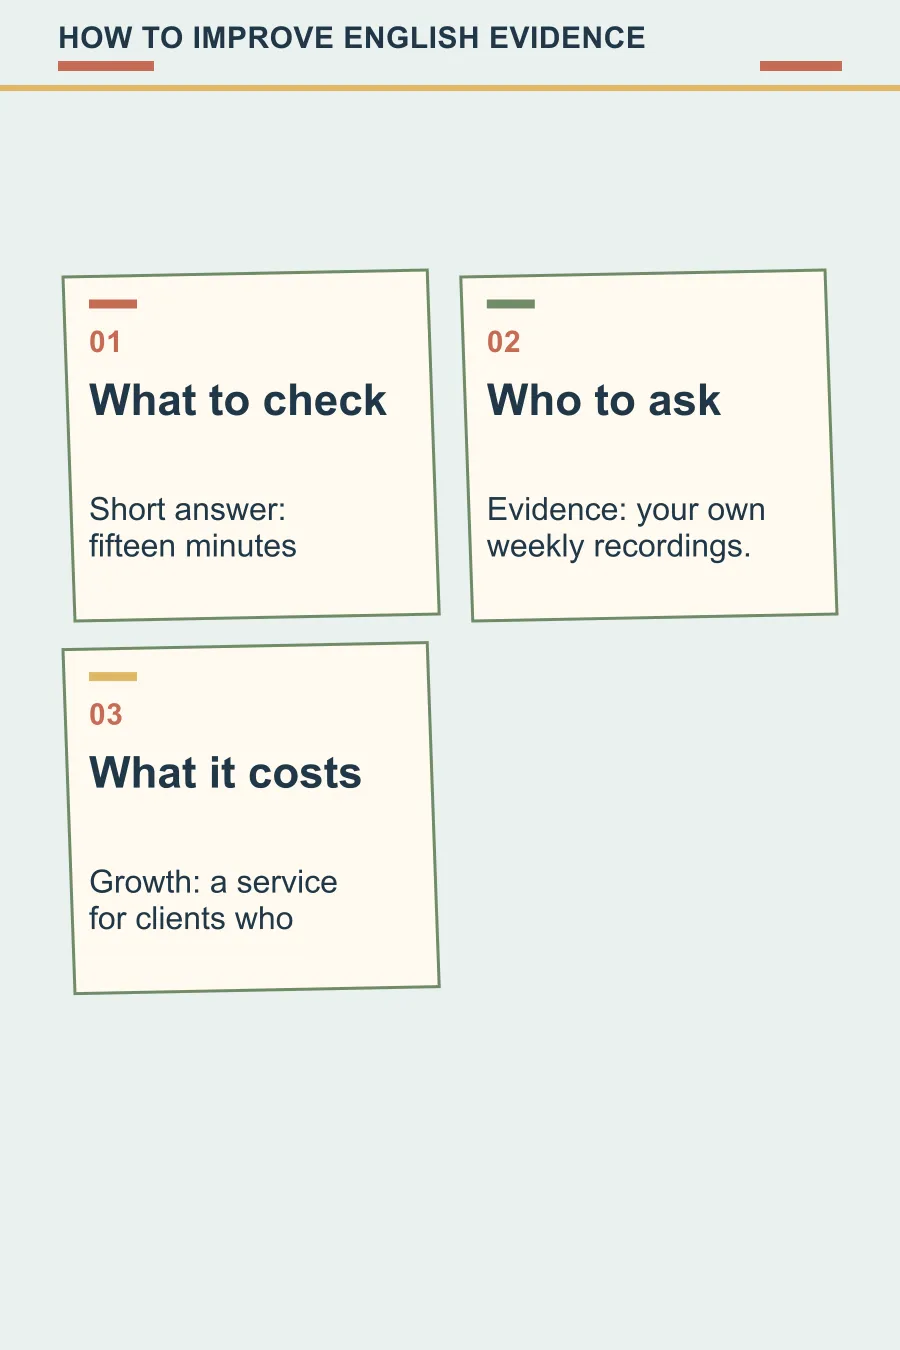 HOW TO IMPROVE ENGLISH EVIDENCE
01
What to check
Short answer:
fifteen minutes
02
Who to ask
Evidence: your own
weekly recordings.
03
What it costs
Growth: a service
for clients who